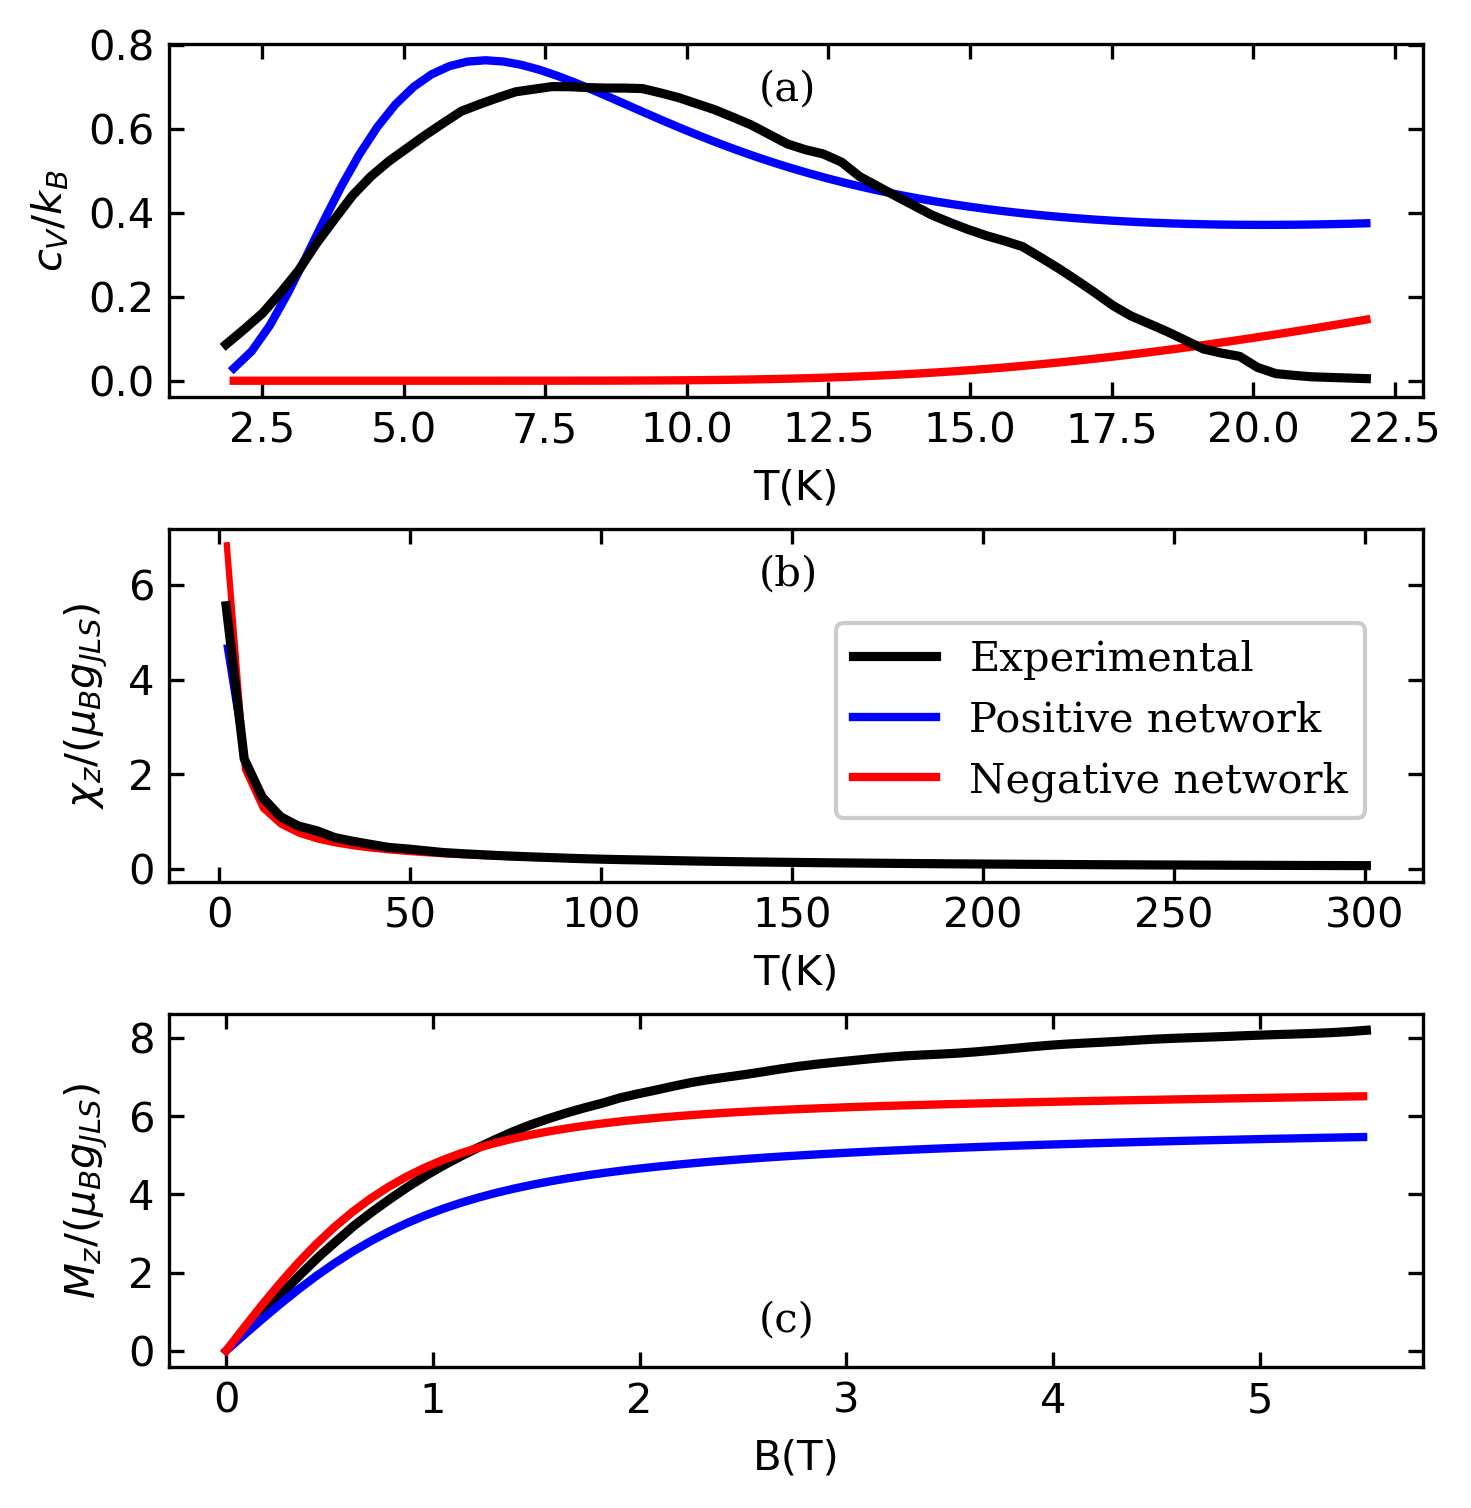 (a)
c_V/k_B
0.8
0.6
0.4
0.2
0.0
2.5 5.0 7.5 10.0 12.5 15.0 17.5 20.0 22.5
T(K)
(b)
χ_z/(μ_B g_JLS)
6
4
2
0
Experimental
Positive network
Negative network
0 50 100 150 200 250 300
T(K)
M_z/(μ_B g_JLS)
8
6
4
2
0
(c)
0 1 2 3 4 5
B(T)